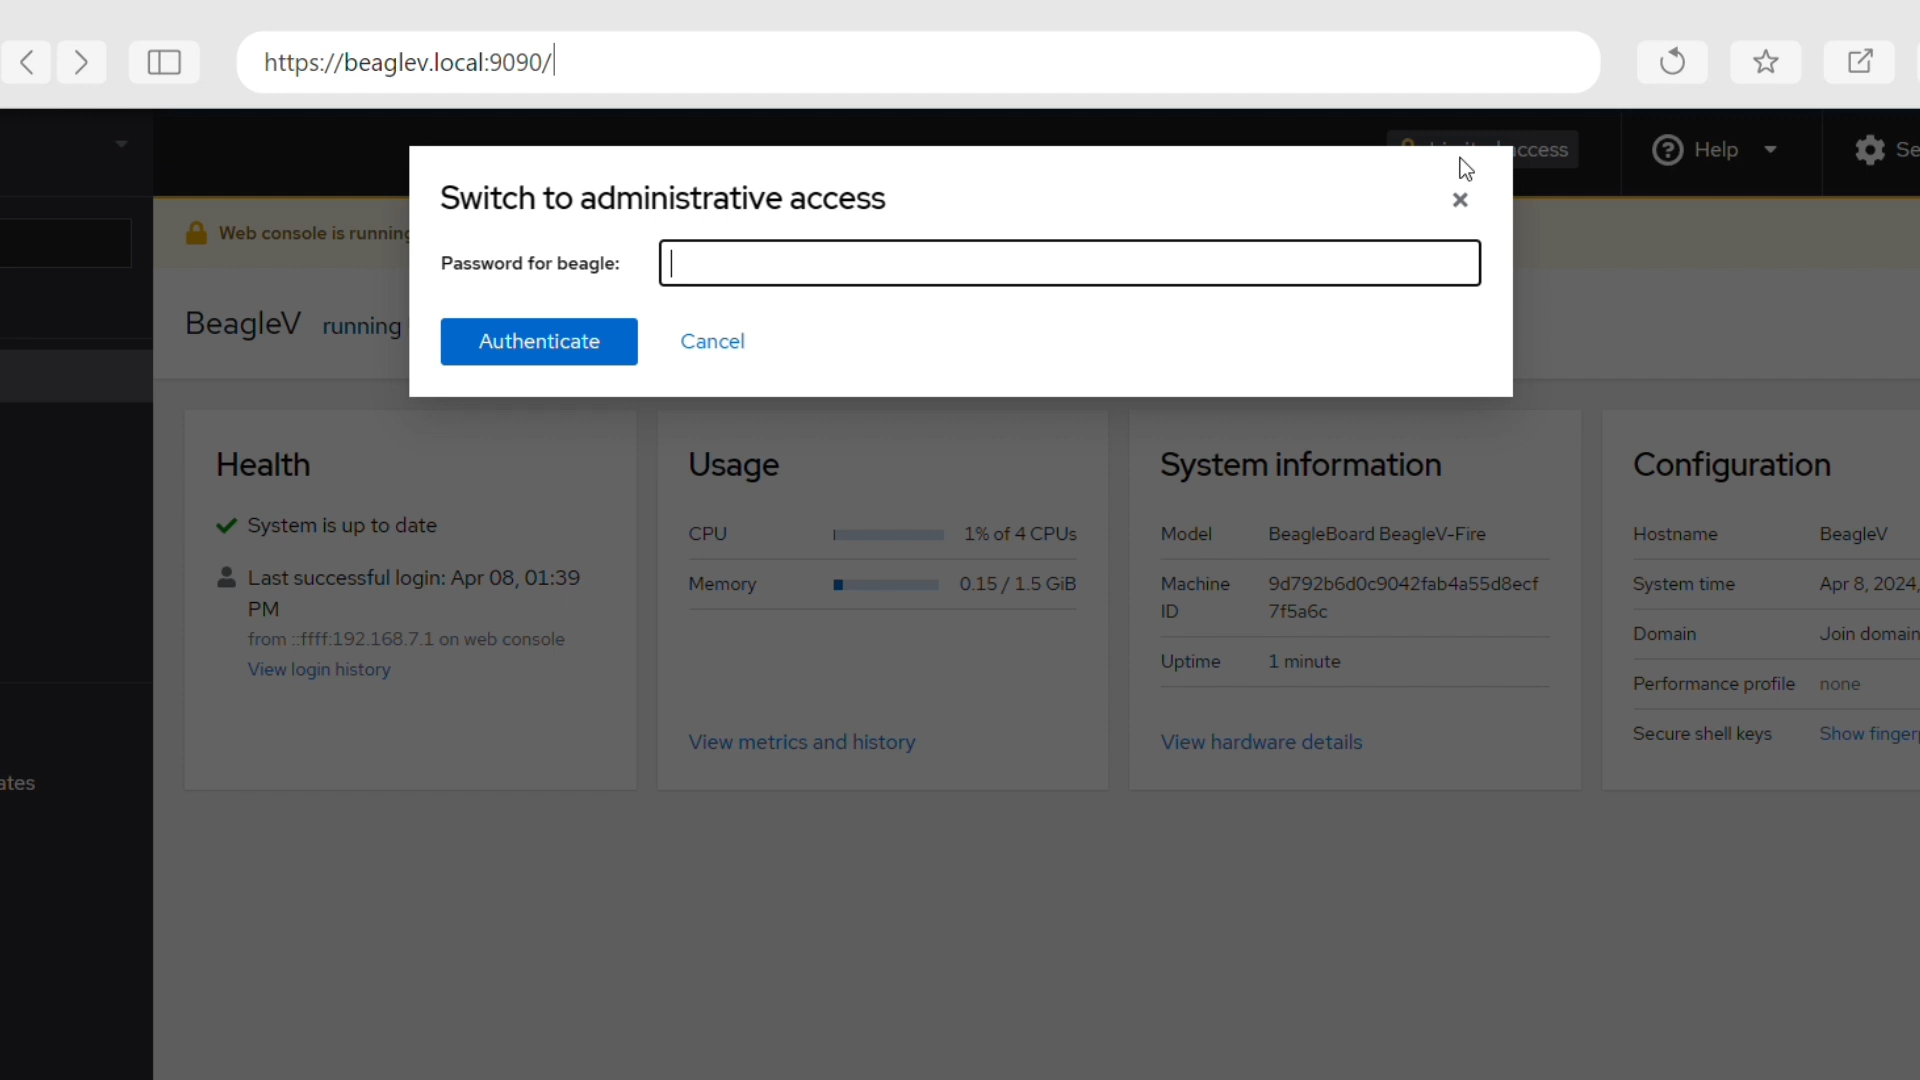 https://beaglev.local:9090/
access
Help
Se
Switch to administrative access
Web console is running
Password for beagle:
BeagleV running
Authenticate Cancel
Health
System is up to date
Last successful login: Apr 08, 01:39
PM
from ::ffff:192.168.7.1 on web console
View login history
Usage
CPU 1% of 4 CPUs
Memory 0.15 / 1.5 GiB
View metrics and history
System information
Model BeagleBoard BeagleV-Fire
Machine 9d792b6d0c9042fab4a55d8ecf
ID 7f5a6c
Uptime 1 minute
View hardware details
Configuration
Hostname BeagleV
System time Apr 8, 2024,
Domain Join domain
Performance profile none
Secure shell keys Show finger
ates